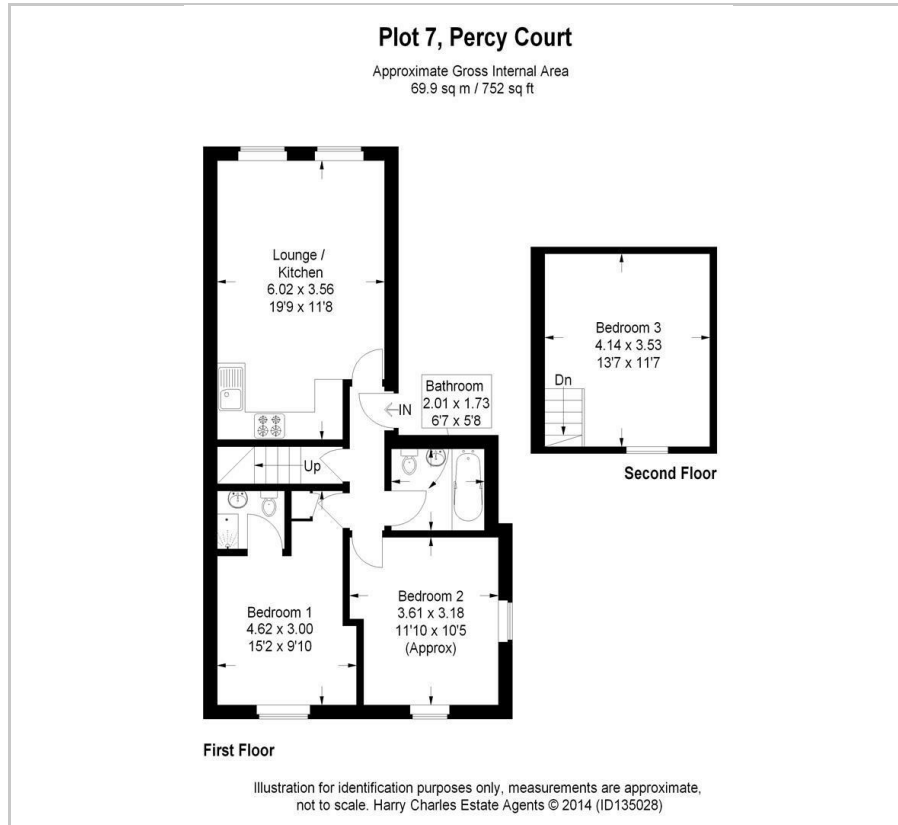 Plot 7, Percy Court
Approximate Gross Internal Area
69.9 sq m / 752 sq ft
Lounge /
Kitchen
6.02 x 3.56
19'9 x 11'8
Bedroom 3
4.14 x 3.53
13'7 x 11'7
Dn
Second Floor
Bathroom
2.01 x 1.73
6'7 x 5'8
IN
Up
Bedroom 1
4.62 x 3.00
15'2 x 9'10
Bedroom 2
3.61 x 3.18
11'10 x 10'5
(Approx)
First Floor
Illustration for identification purposes only, measurements are approximate,
not to scale. Harry Charles Estate Agents © 2014 (ID135028)